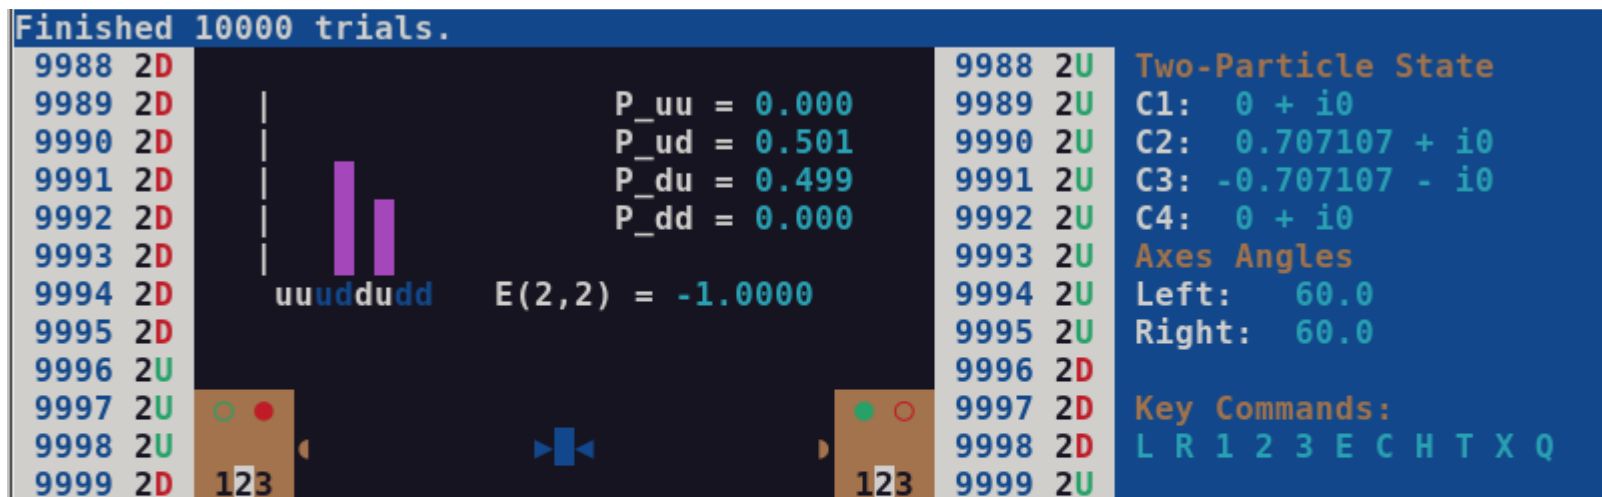 Finished 10000 trials.
9988 2D 9988 2U Two-Particle State
9989 2D | P_uu = 0.000 9989 2U C1: 0 + i0
9990 2D | P_ud = 0.501 9990 2U C2: 0.707107 + i0
9991 2D | P_du = 0.499 9991 2U C3: -0.707107 - i0
9992 2D | P_dd = 0.000 9992 2U C4: 0 + i0
9993 2D | 9993 2U Axes Angles
9994 2D uuuddudd E(2,2) = -1.0000 9994 2U Left: 60.0
9995 2D 9995 2U Right: 60.0
9996 2U 9996 2D
9997 2U 9997 2D Key Commands:
9998 2U 9998 2D L R 1 2 3 E C H T X Q
9999 2D 123 123 9999 2U